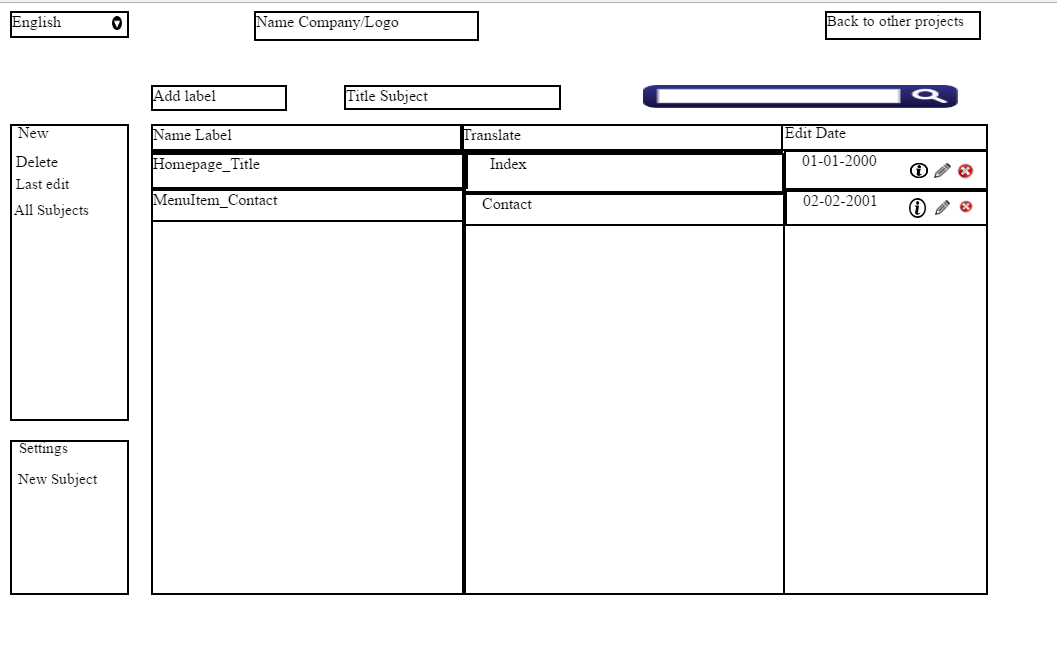 English
Name Company/Logo
Back to other projects
Add label
Title Subject
New
Delete
Last edit
All Subjects
Settings
New Subject
Name Label
Translate
Edit Date
Homepage_Title
Index
01-01-2000
MenuItem_Contact
Contact
02-02-2001